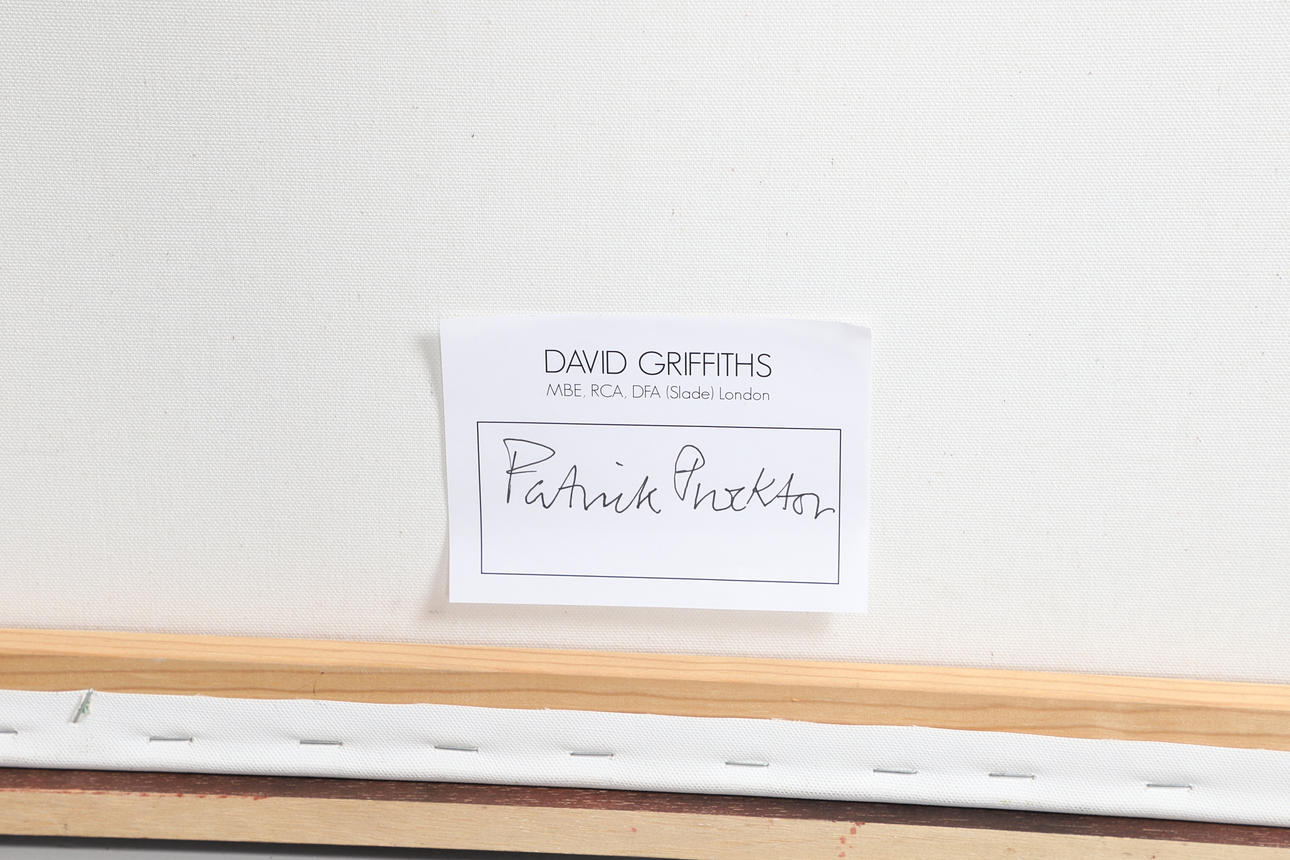 DAVID GRIFFITHS
MBE, RCA, DFA (Slade) London
Patrick Procktor